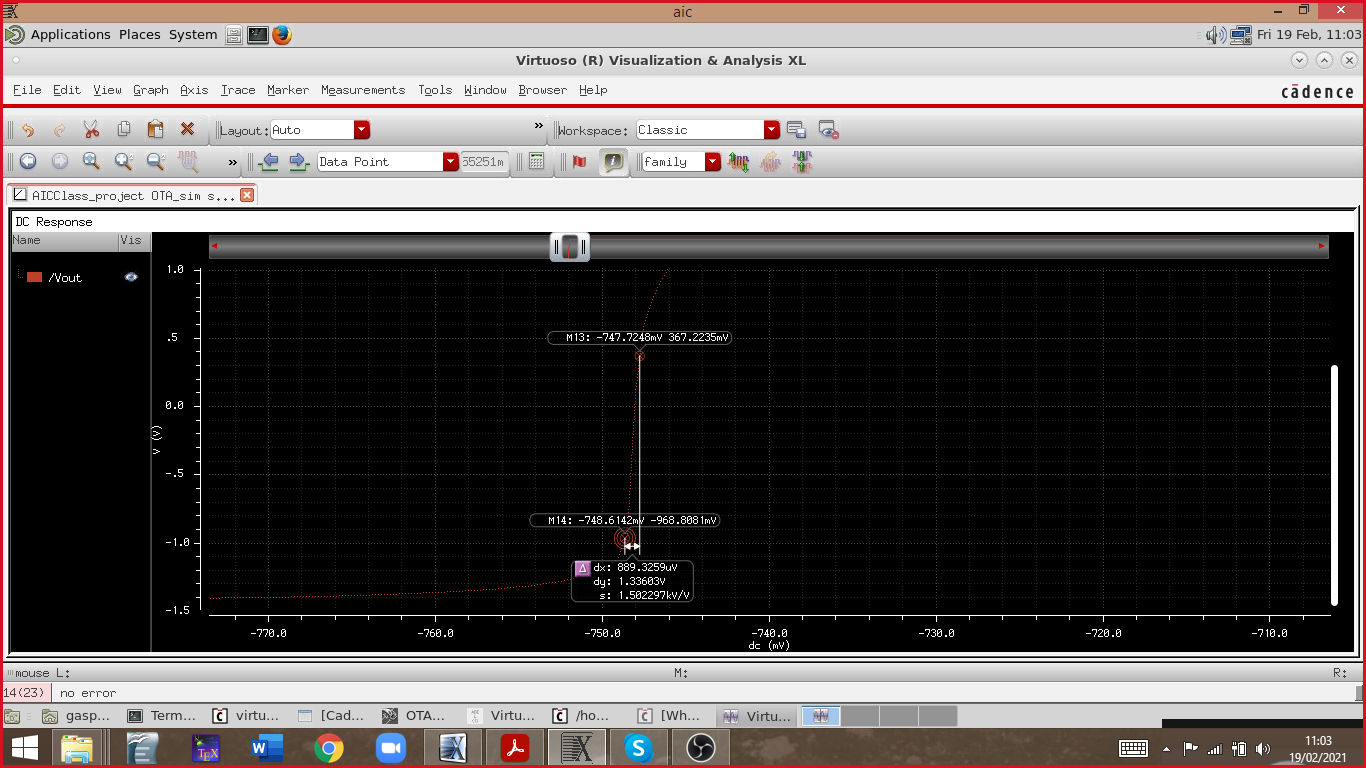 aic
Applications Places System
Fri 19 Feb, 11:03
Virtuoso (R) Visualization & Analysis XL
File Edit View Graph Axis Trace Marker Measurements Tools Window Browser Help
cādence
Layout: Auto
» Workspace: Classic
» Data Point 55251m family
AICClass_project OTA_sim s...
DC Response
Name Vis
/Vout
1.0
.5
0.0
-.5
-1.0
-1.5
V (V)
M13: -747.7248mV 367.2235mV
M14: -748.6142mV -968.8081mV
Δ dx: 889.3259uV
dy: 1.33603V
s: 1.502297kV/V
-770.0 -760.0 -750.0 -740.0 -730.0 -720.0 -710.0
dc (mV)
mouse L: M: R:
14(23) no error
gasp... Term... virtu... [Cad... OTA... Virtu... /ho... [Wh... Virtu...
TEX
11:03
19/02/2021